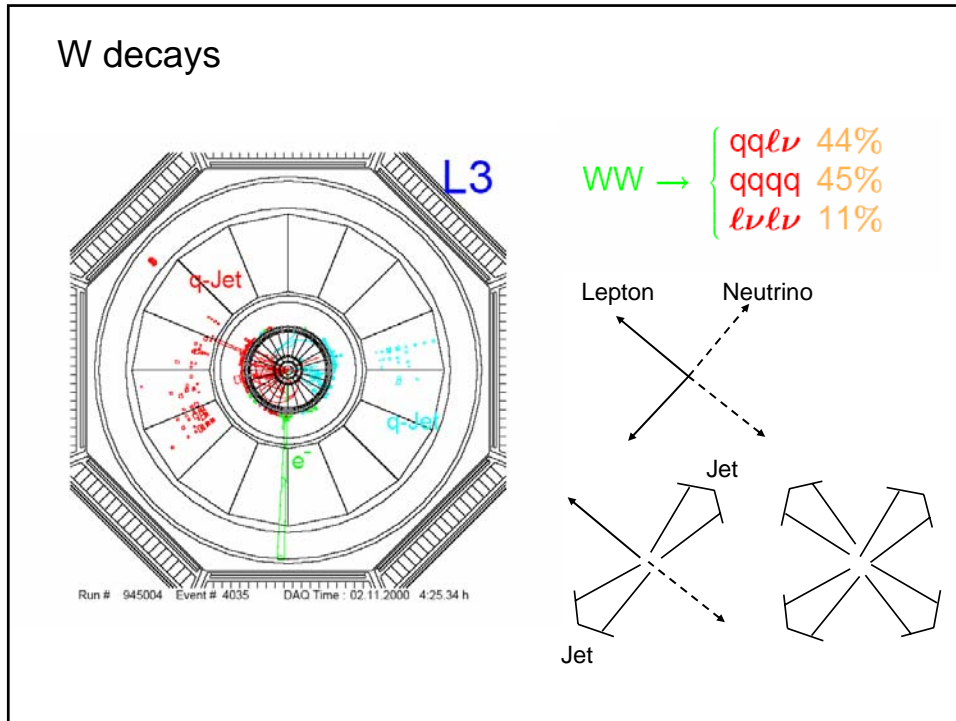 W decays
L3
q-Jet
q-Jet
e⁻
Run # 945004 Event # 4035 DAQ Time : 02.11.2000 4:25.34 h
WW → { qqℓν 44%
qqqq 45%
ℓνℓν 11%
Lepton Neutrino
Jet
Jet